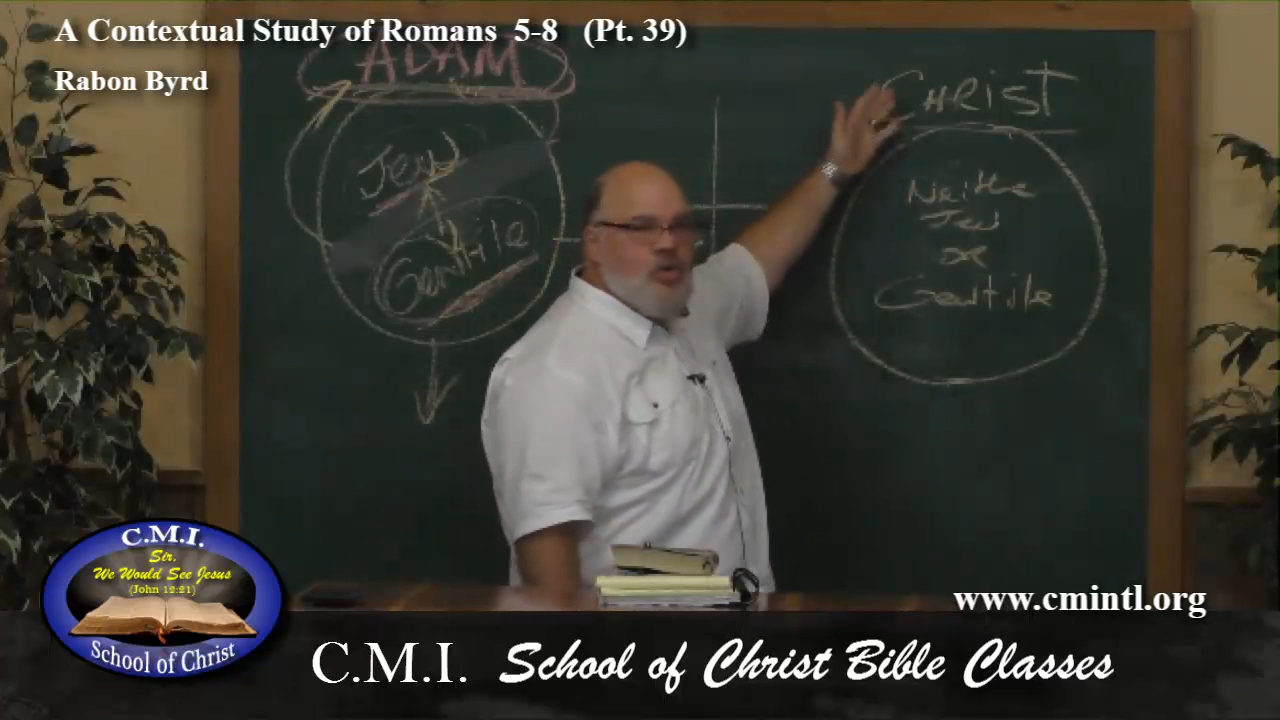 A Contextual Study of Romans 5-8 (Pt. 39)
Rabon Byrd
ADAM
Jew
Gentile
CHRIST
Neither
Jew
or
Gentile
C.M.I.
Sir,
We Would See Jesus
(John 12:21)
School of Christ
www.cmintl.org
C.M.I. School of Christ Bible Classes